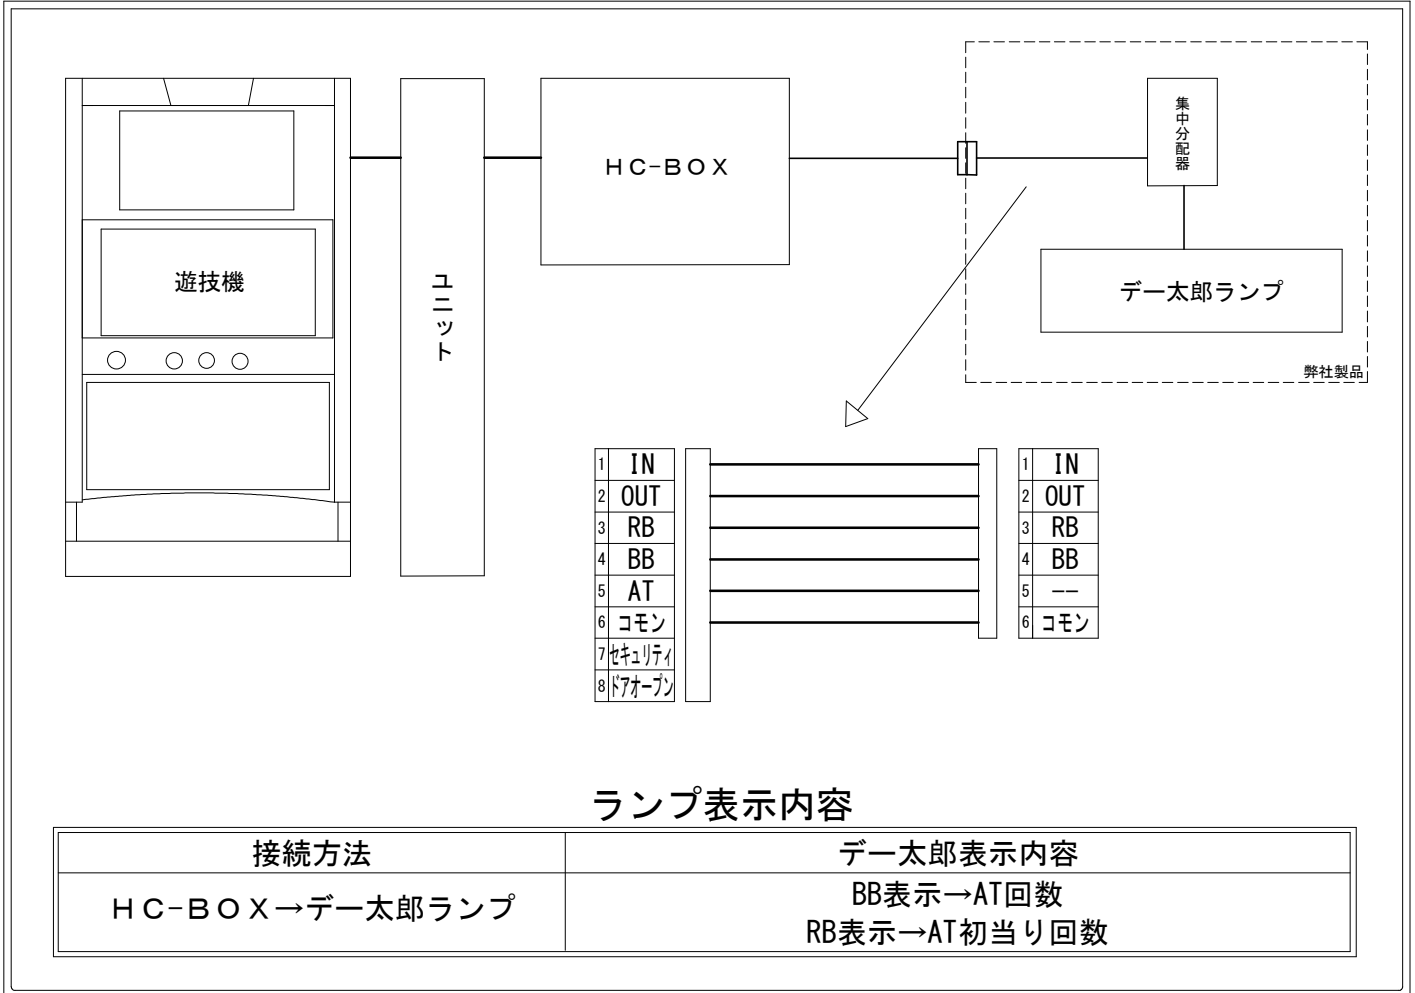 集中分配器
ＨＣ−ＢＯＸ
遊技機
ユニット
デー太郎ランプ
弊社製品
1 IN
2 OUT
3 RB
4 BB
5 AT
6 コモン
7 セキュリティ
8 ドアオープン
1 IN
2 OUT
3 RB
4 BB
5 −−
6 コモン
ランプ表示内容
接続方法 デー太郎表示内容
ＨＣ−ＢＯＸ→デー太郎ランプ
BB表示→AT回数
RB表示→AT初当り回数